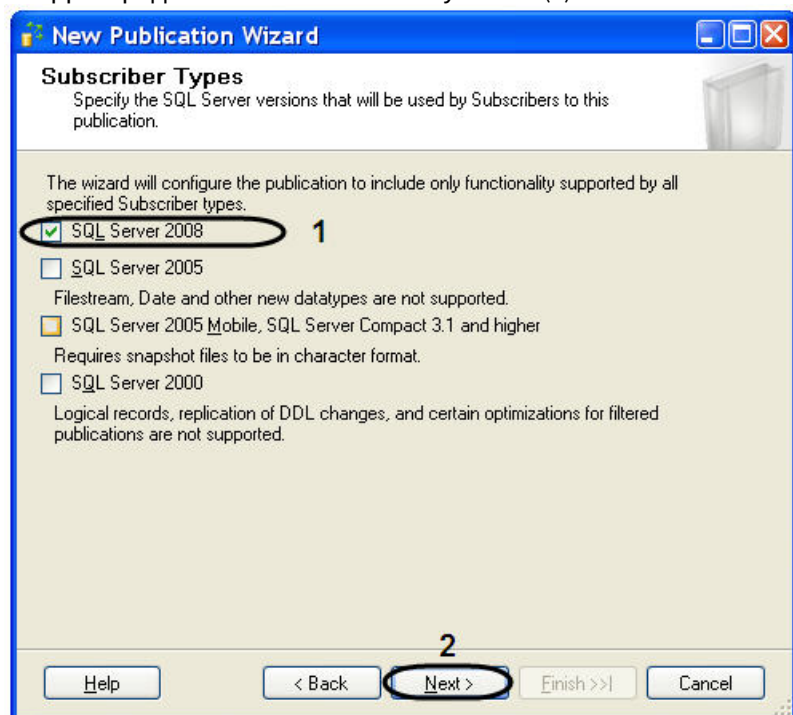 New Publication Wizard
Subscriber Types
Specify the SQL Server versions that will be used by Subscribers to this
publication.
The wizard will configure the publication to include only functionality supported by all
specified Subscriber types.
SQL Server 2008 1
SQL Server 2005
Filestream, Date and other new datatypes are not supported.
SQL Server 2005 Mobile, SQL Server Compact 3.1 and higher
Requires snapshot files to be in character format.
SQL Server 2000
Logical records, replication of DDL changes, and certain optimizations for filtered
publications are not supported.
2
Help < Back Next > Finish >>| Cancel